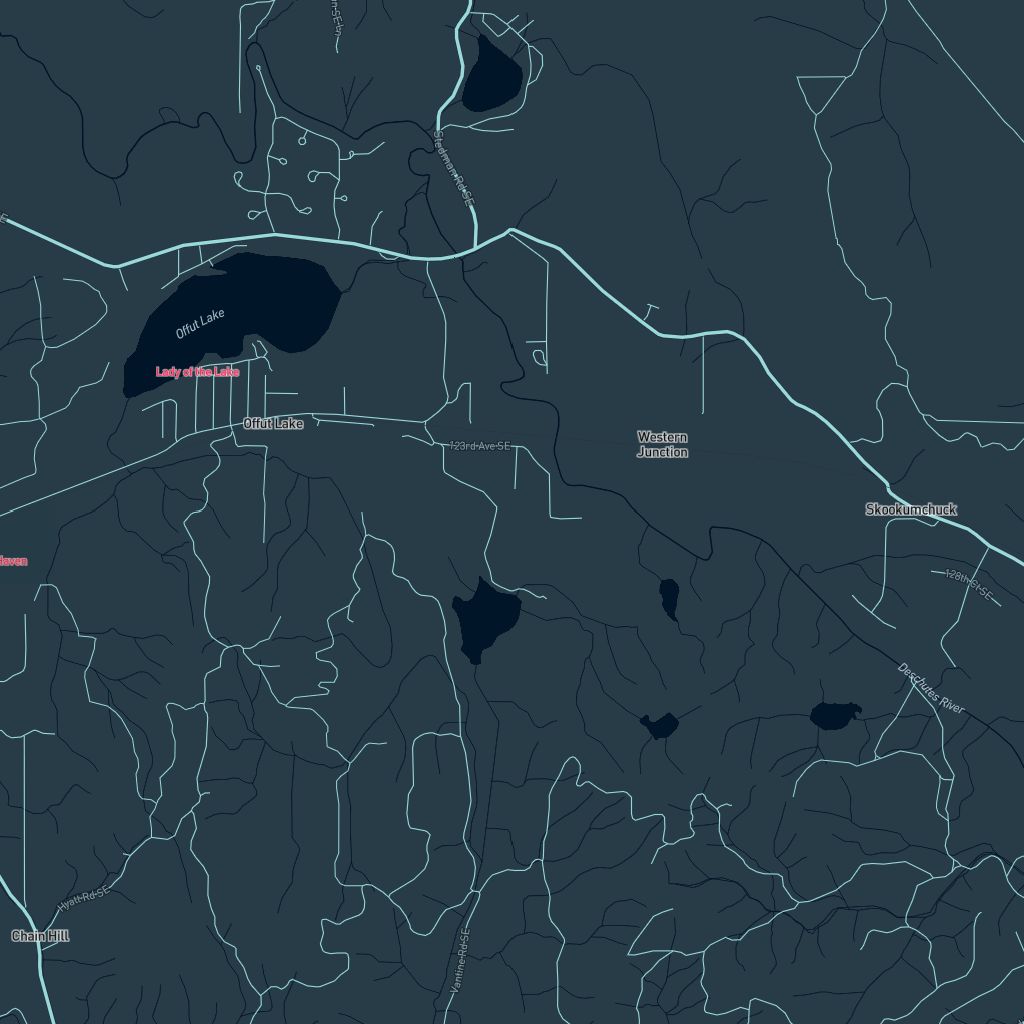 Stedman Rd SE
Offut Lake
Lady of the Lake
Offut Lake
123rd Ave SE
Western
Junction
Skookumchuck
128th Ct SE
Deschutes River
Hyatt Rd SE
Chain Hill
Vantine Rd SE